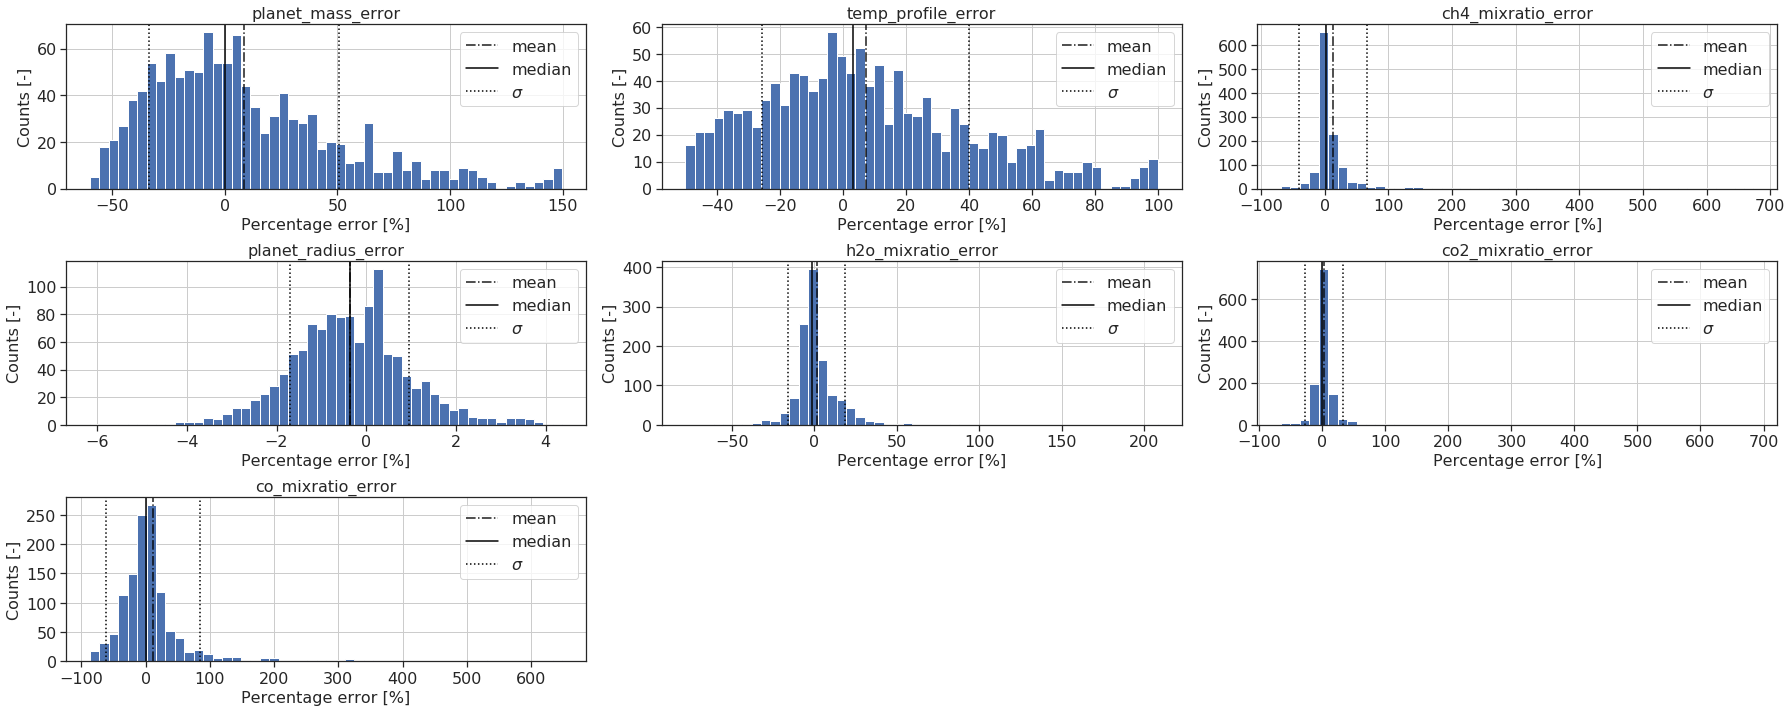 planet_mass_error
Counts [-]
60
40
20
0
−50 0 50 100 150
Percentage error [%]
mean
median
σ
temp_profile_error
Counts [-]
60
50
40
30
20
10
0
−40 −20 0 20 40 60 80 100
Percentage error [%]
mean
median
σ
ch4_mixratio_error
Counts [-]
600
500
400
300
200
100
0
−100 0 100 200 300 400 500 600 700
Percentage error [%]
mean
median
σ
planet_radius_error
Counts [-]
100
80
60
40
20
0
−6 −4 −2 0 2 4
Percentage error [%]
mean
median
σ
h2o_mixratio_error
Counts [-]
400
300
200
100
0
−50 0 50 100 150 200
Percentage error [%]
mean
median
σ
co2_mixratio_error
Counts [-]
600
400
200
0
−100 0 100 200 300 400 500 600 700
Percentage error [%]
mean
median
σ
co_mixratio_error
Counts [-]
250
200
150
100
50
0
−100 0 100 200 300 400 500 600
Percentage error [%]
mean
median
σ